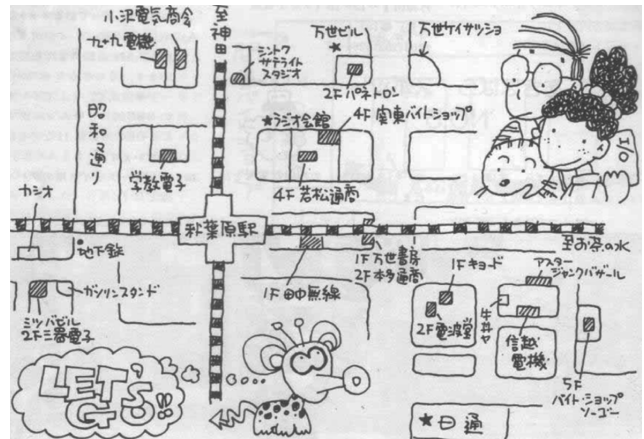 小沢電気商会
九十九電機
至神田
シントク
サテライト
スタジオ
万世ビル
★
2F パネトロン
万世ケイサッショ
昭和通り
★ラジオ会館
4F 関東バイトショップ
学教電子
4F 若松通商
カシオ
秋葉原駅
至お茶の水
地下鉄
1F 万世書房
2F 本多通商
1F 田中無線
1F キョード
アスター
ジャンクバザール
ガソリンスタンド
ミツバビル
2F 三器電子
2F 電波堂
牛丼ヤ
信越
電機
5F
バイト・ショップ
ソーゴー
LET'S
GO!!
通